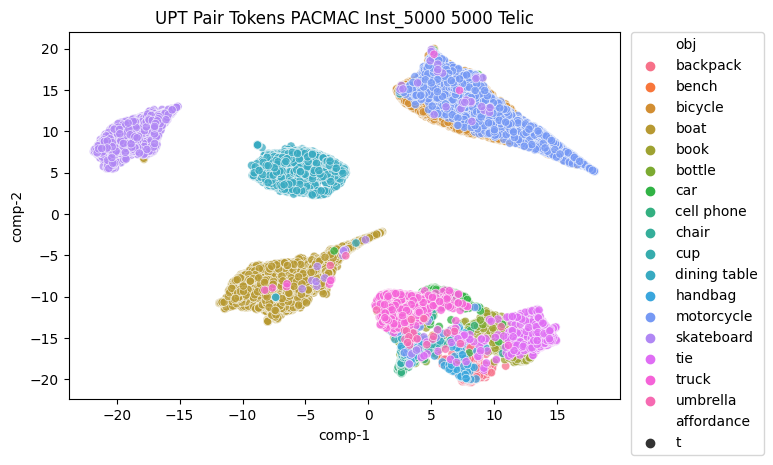 UPT Pair Tokens PACMAC Inst_5000 5000 Telic
comp-2
20
15
10
5
0
−5
−10
−15
−20
−20 −15 −10 −5 0 5 10 15
comp-1
obj
backpack
bench
bicycle
boat
book
bottle
car
cell phone
chair
cup
dining table
handbag
motorcycle
skateboard
tie
truck
umbrella
affordance
t